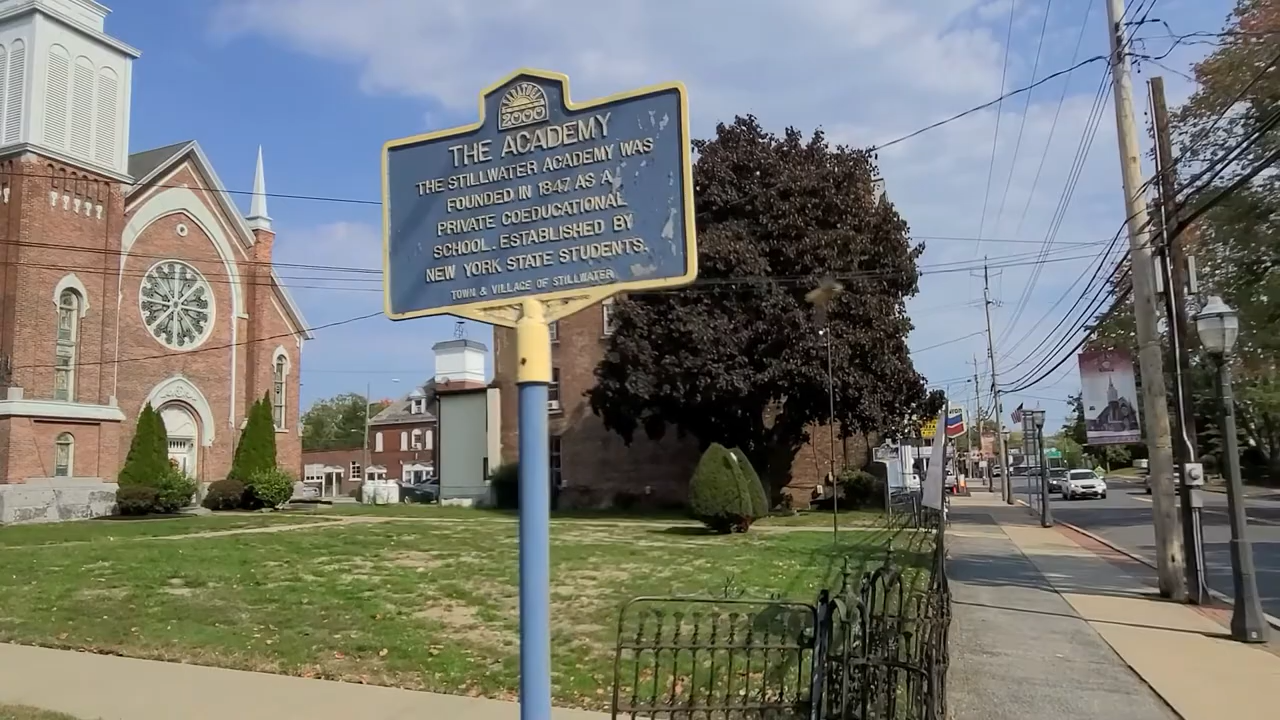 2000
THE ACADEMY
THE STILLWATER ACADEMY WAS
FOUNDED IN 1847 AS A
PRIVATE COEDUCATIONAL
SCHOOL. ESTABLISHED BY
NEW YORK STATE STUDENTS.
TOWN & VILLAGE OF STILLWATER